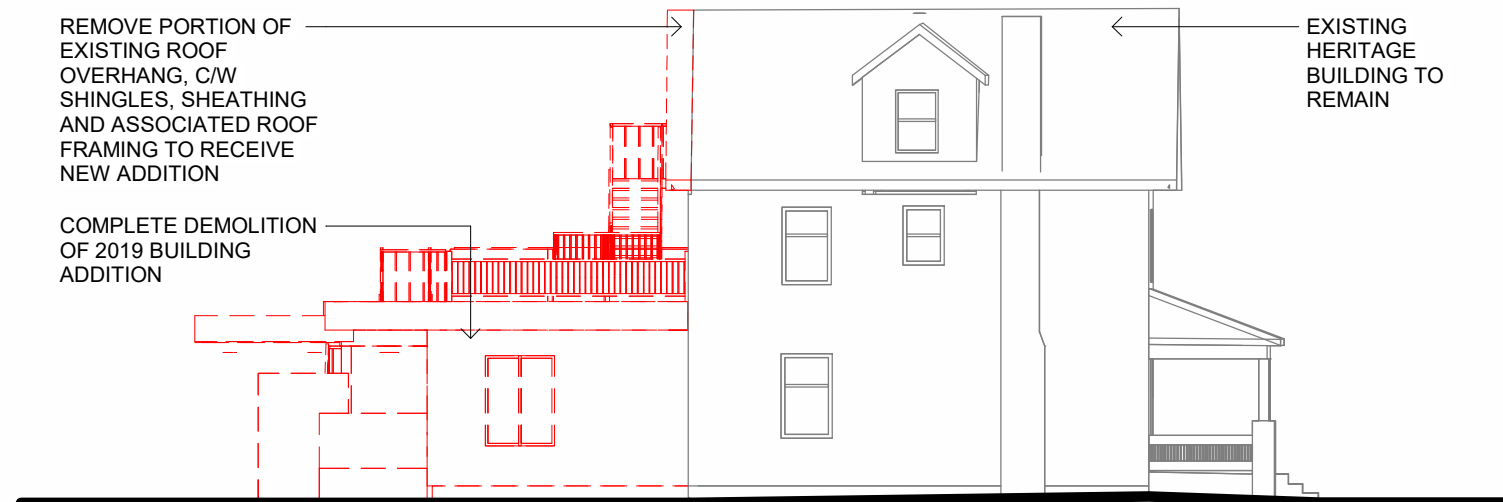 REMOVE PORTION OF
EXISTING ROOF
OVERHANG, C/W
SHINGLES, SHEATHING
AND ASSOCIATED ROOF
FRAMING TO RECEIVE
NEW ADDITION
COMPLETE DEMOLITION
OF 2019 BUILDING
ADDITION
EXISTING
HERITAGE
BUILDING TO
REMAIN